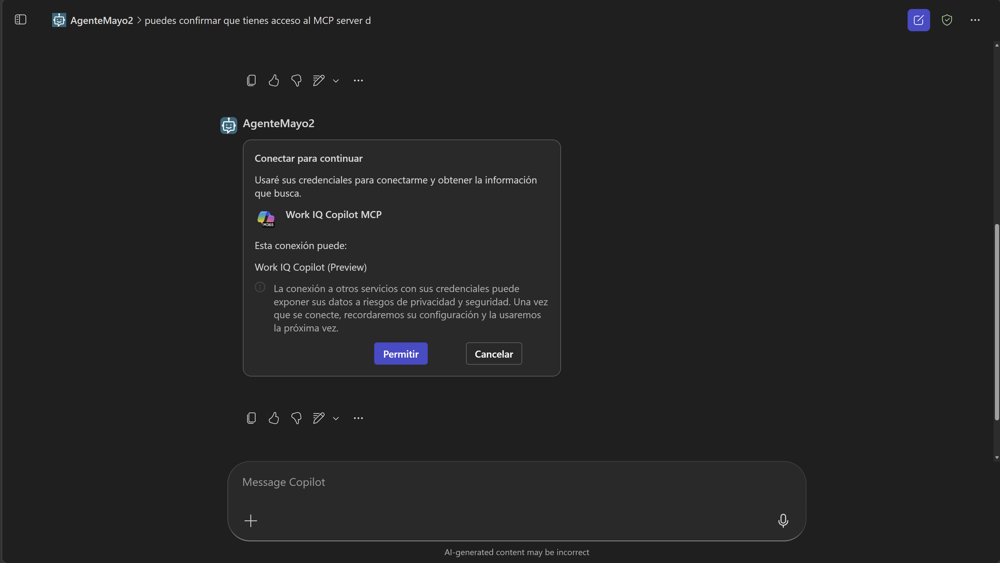 AgenteMayo2 > puedes confirmar que tienes acceso al MCP server d
AgenteMayo2
Conectar para continuar
Usaré sus credenciales para conectarme y obtener la información
que busca.
M365
Work IQ Copilot MCP
Esta conexión puede:
Work IQ Copilot (Preview)
La conexión a otros servicios con sus credenciales puede
exponer sus datos a riesgos de privacidad y seguridad. Una vez
que se conecte, recordaremos su configuración y la usaremos
la próxima vez.
Permitir
Cancelar
Message Copilot
AI-generated content may be incorrect